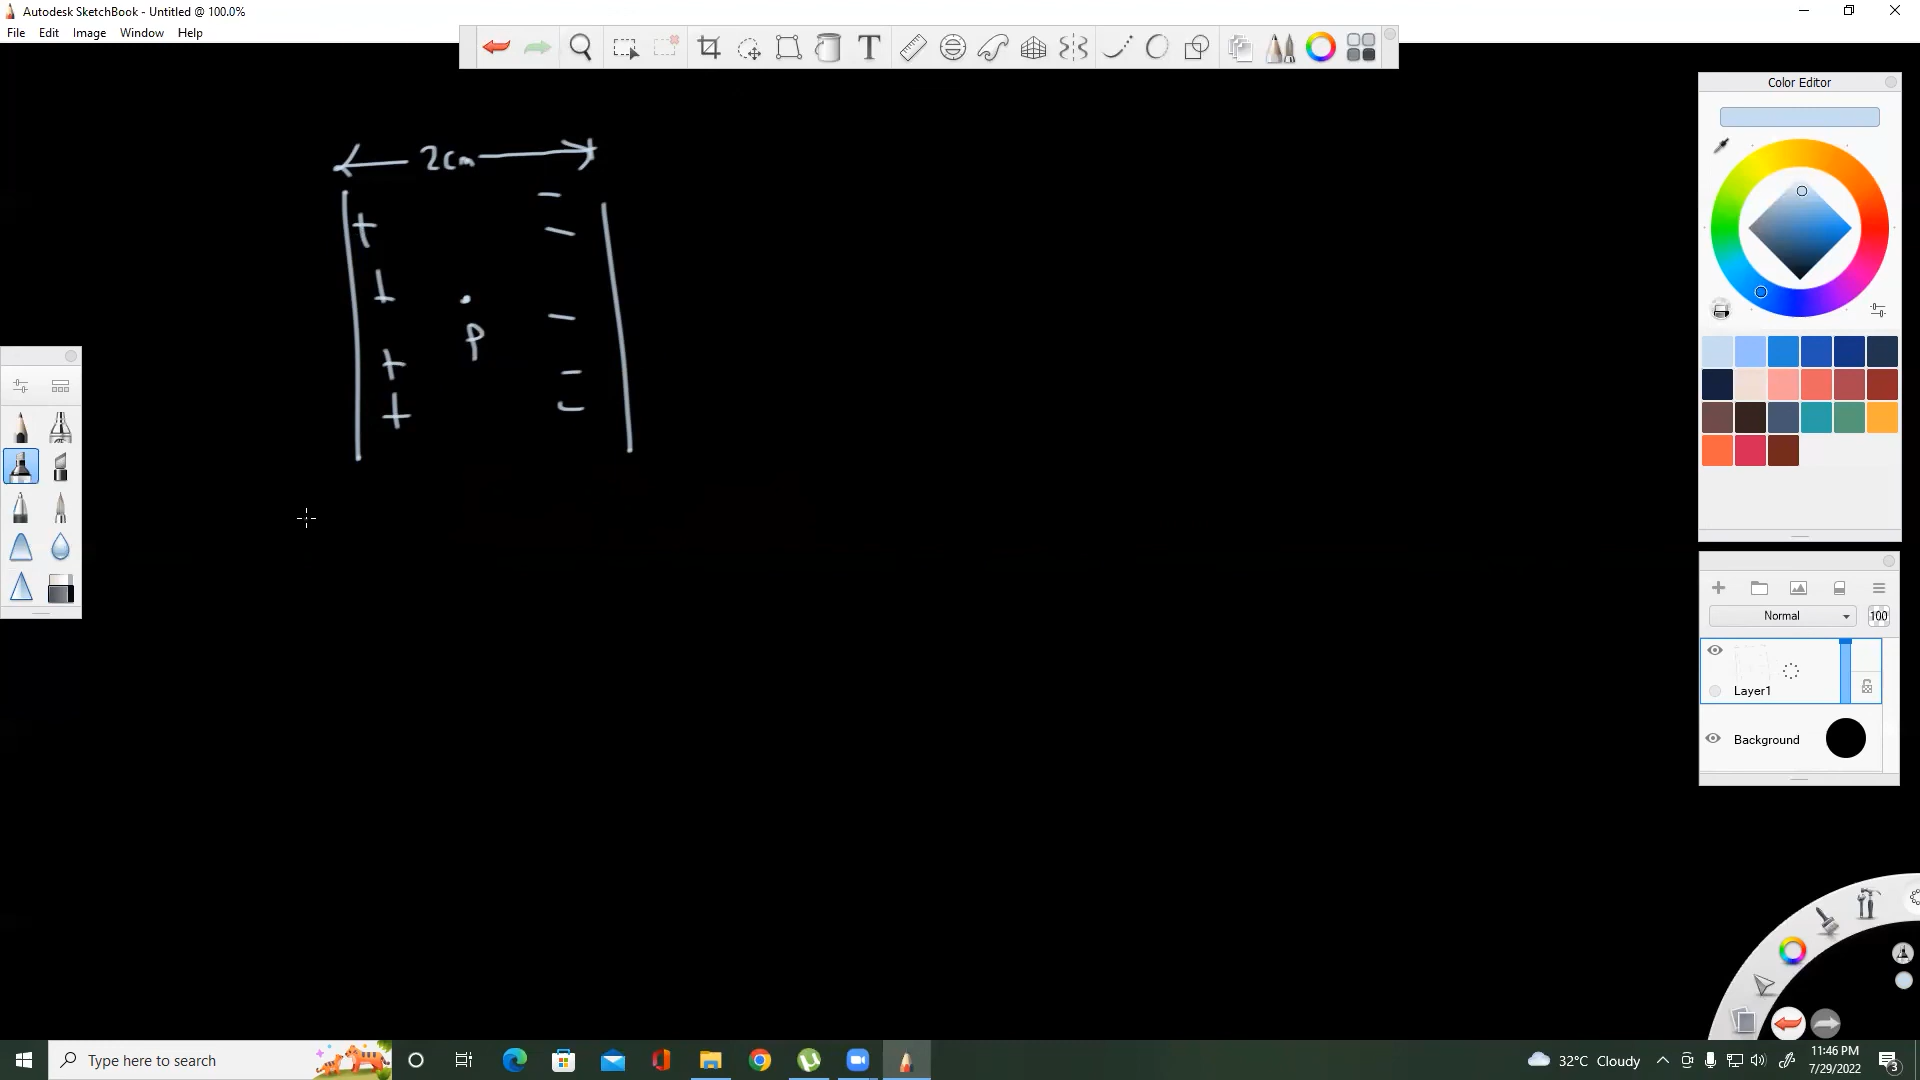 Autodesk SketchBook - Untitled @ 100.0%
File Edit Image Window Help
Color Editor
2cm
+ -
-
+ -
P
+ -
+ -
Normal 100
Layer1
Background
Type here to search
32°C Cloudy
11:46 PM
7/29/2022
3